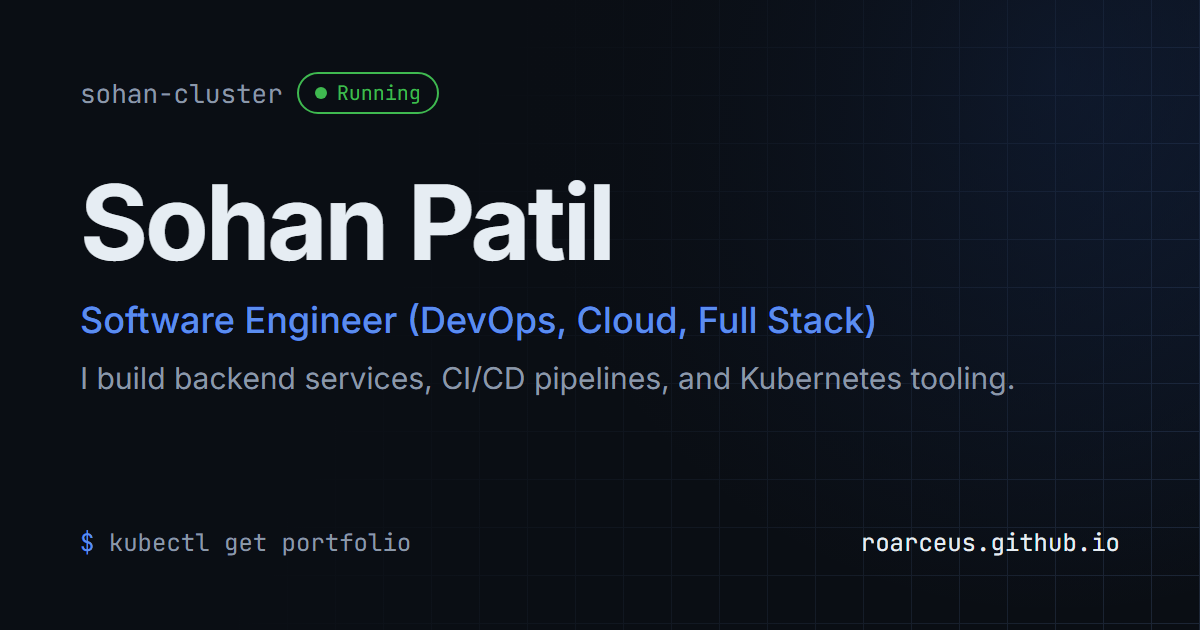 sohan-cluster Running
Sohan Patil
Software Engineer (DevOps, Cloud, Full Stack)
I build backend services, CI/CD pipelines, and Kubernetes tooling.
$ kubectl get portfolio
roarceus.github.io